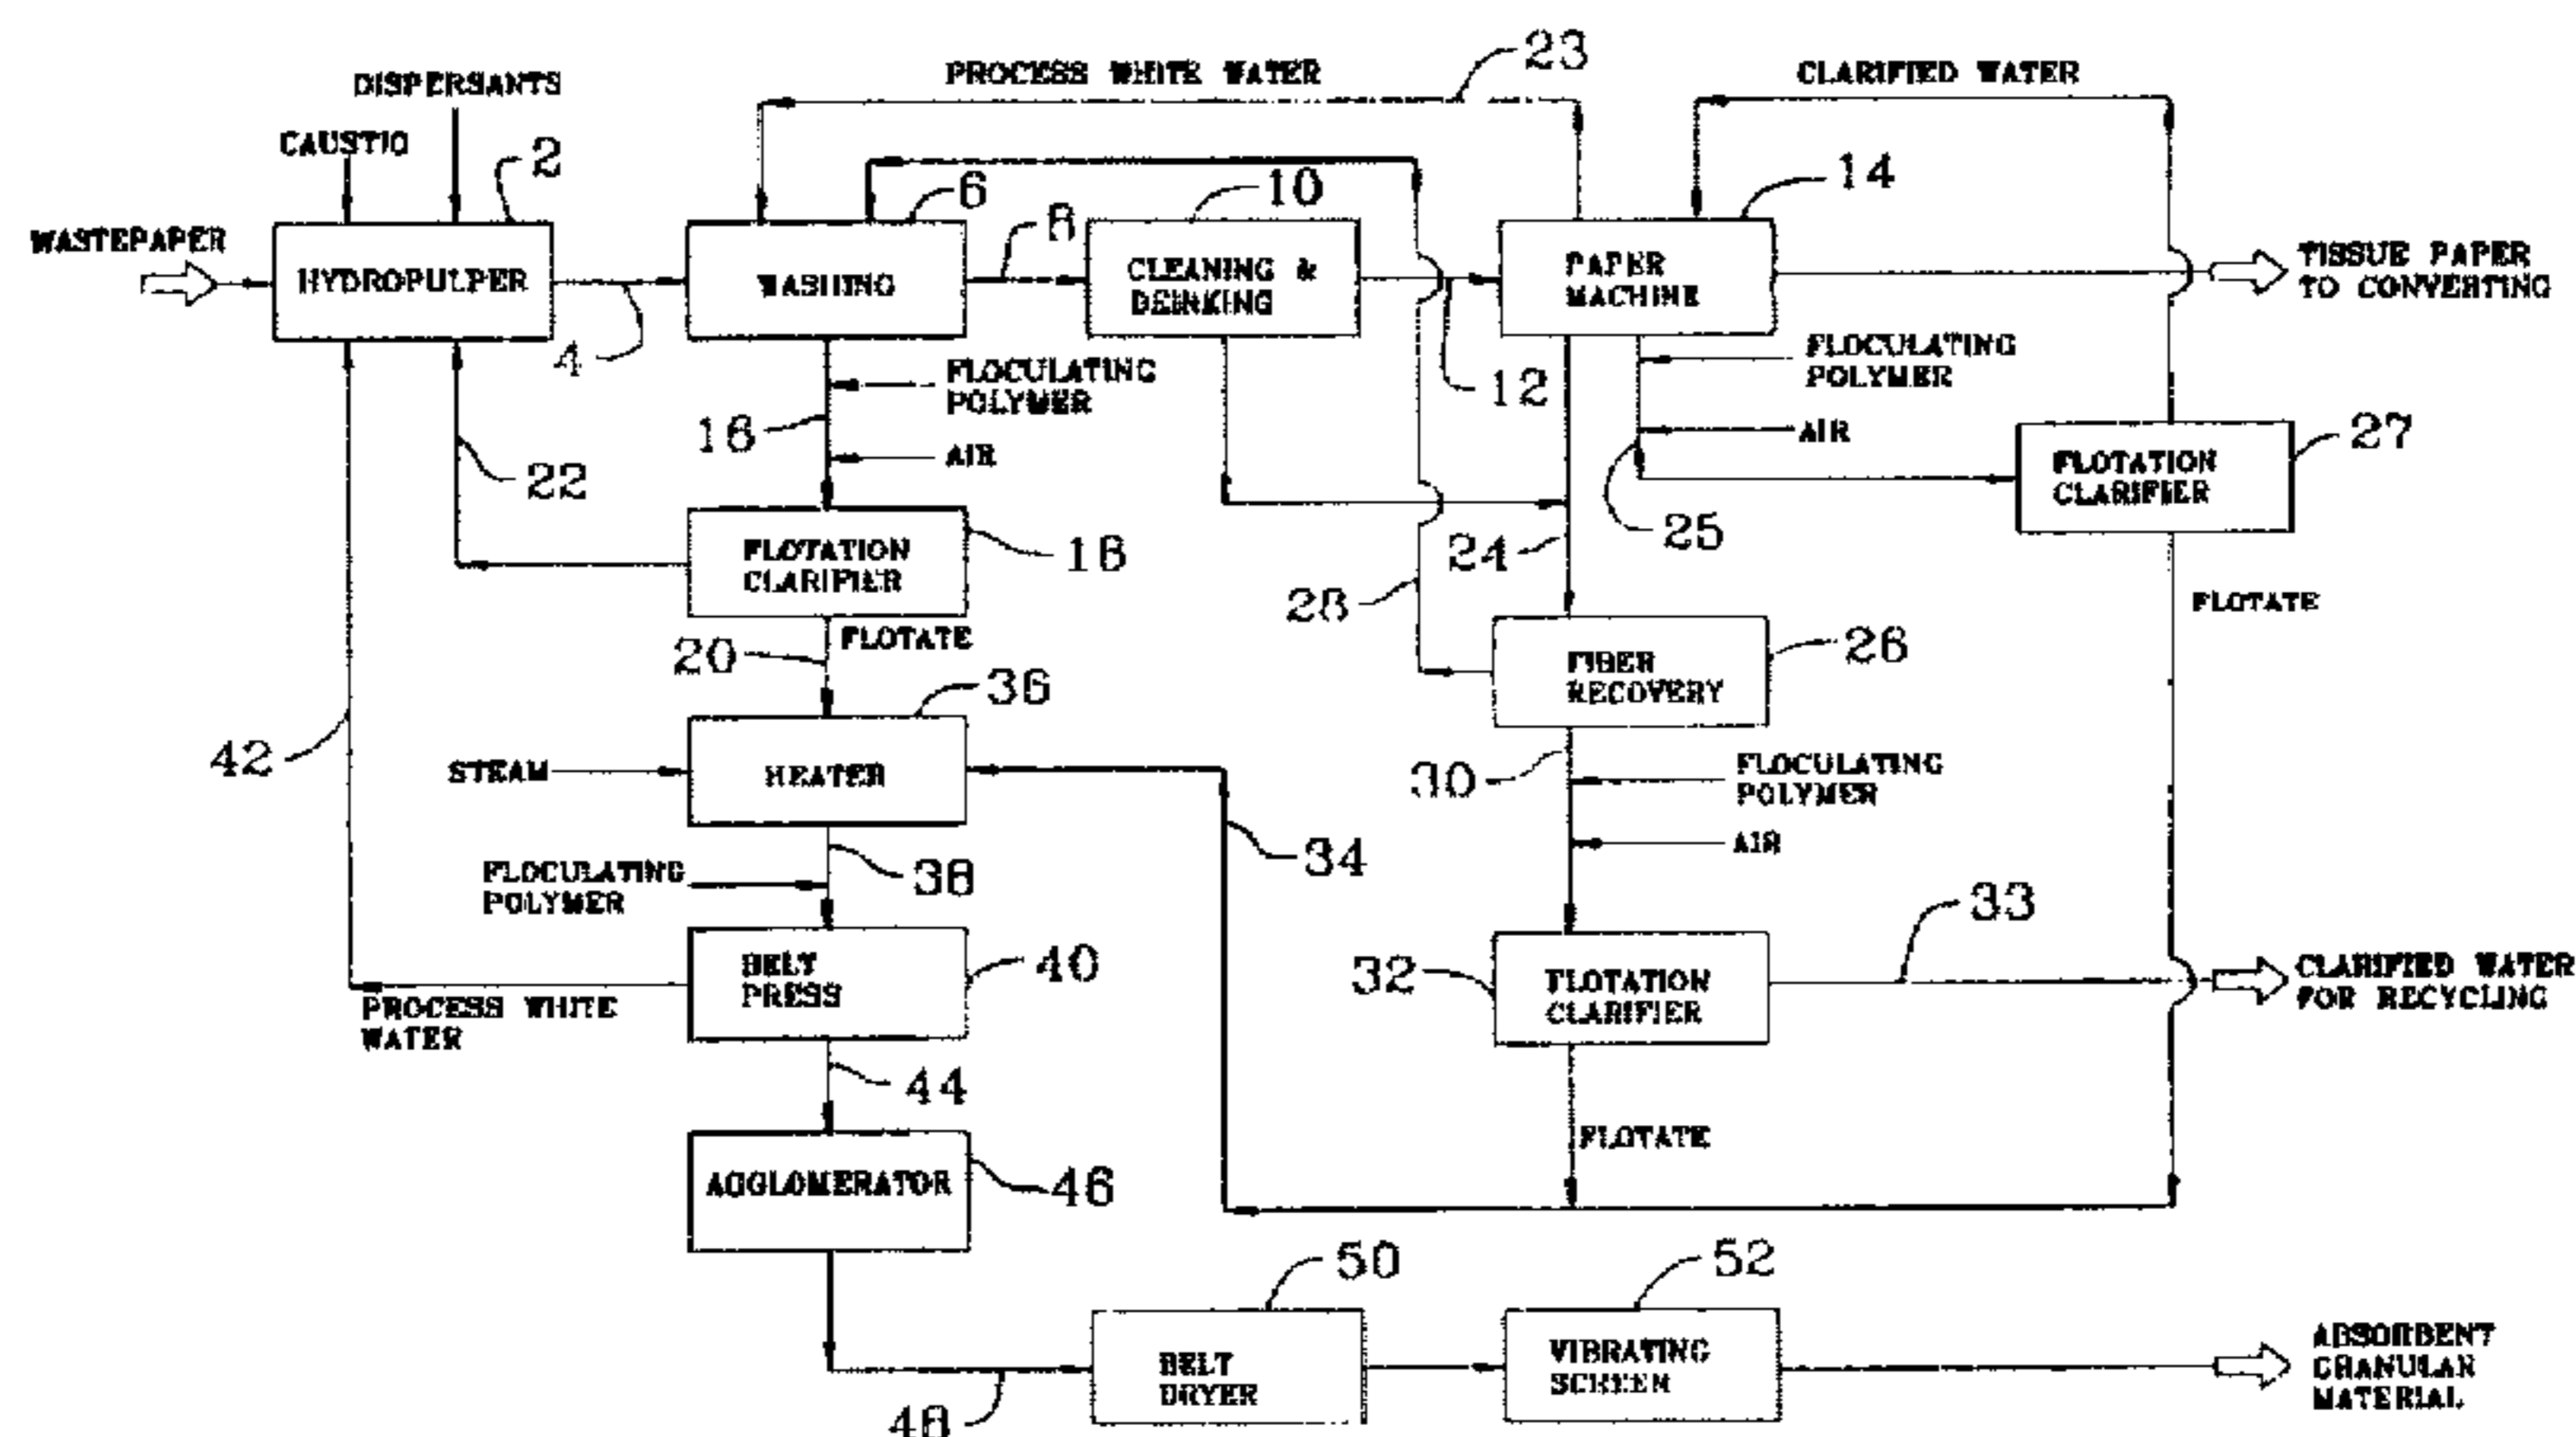 PROCESS WHITE WATER
23
CLARIFIED WATER
DISPERSANTS
CAUSTIC
2
6
8
10
14
WASTEPAPER
HYDROPULPER
WASHING
CLEANING &
DEINKING
PAPER
MACHINE
TISSUE PAPER
TO CONVERTING
4
FLOCULATING
POLYMER
12
FLOCULATING
POLYMER
16
AIR
AIR
27
22
FLOTATION
CLARIFIER
18
24
25
FLOTATION
CLARIFIER
28
FLOTATE
20
FLOTATE
26
FIBER
RECOVERY
36
42
STEAM
HEATER
30
FLOCULATING
POLYMER
AIR
34
38
FLOCULATING
POLYMER
33
BELT
PRESS
40
32
FLOTATION
CLARIFIER
CLARIFIED WATER
FOR RECYCLING
PROCESS WHITE
WATER
44
FLOTATE
AGGLOMERATOR
46
50
52
BELT
DRYER
VIBRATING
SCREEN
ABSORBENT
GRANULAR
MATERIAL
48